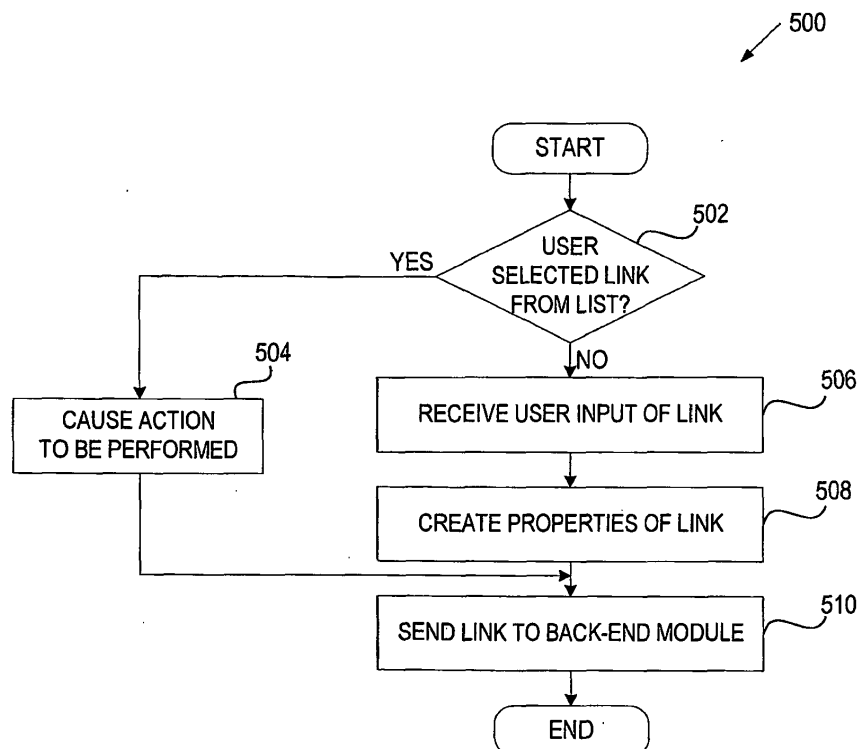 500
START
502
USER
SELECTED LINK
FROM LIST?
YES
NO
504
CAUSE ACTION
TO BE PERFORMED
506
RECEIVE USER INPUT OF LINK
508
CREATE PROPERTIES OF LINK
510
SEND LINK TO BACK-END MODULE
END